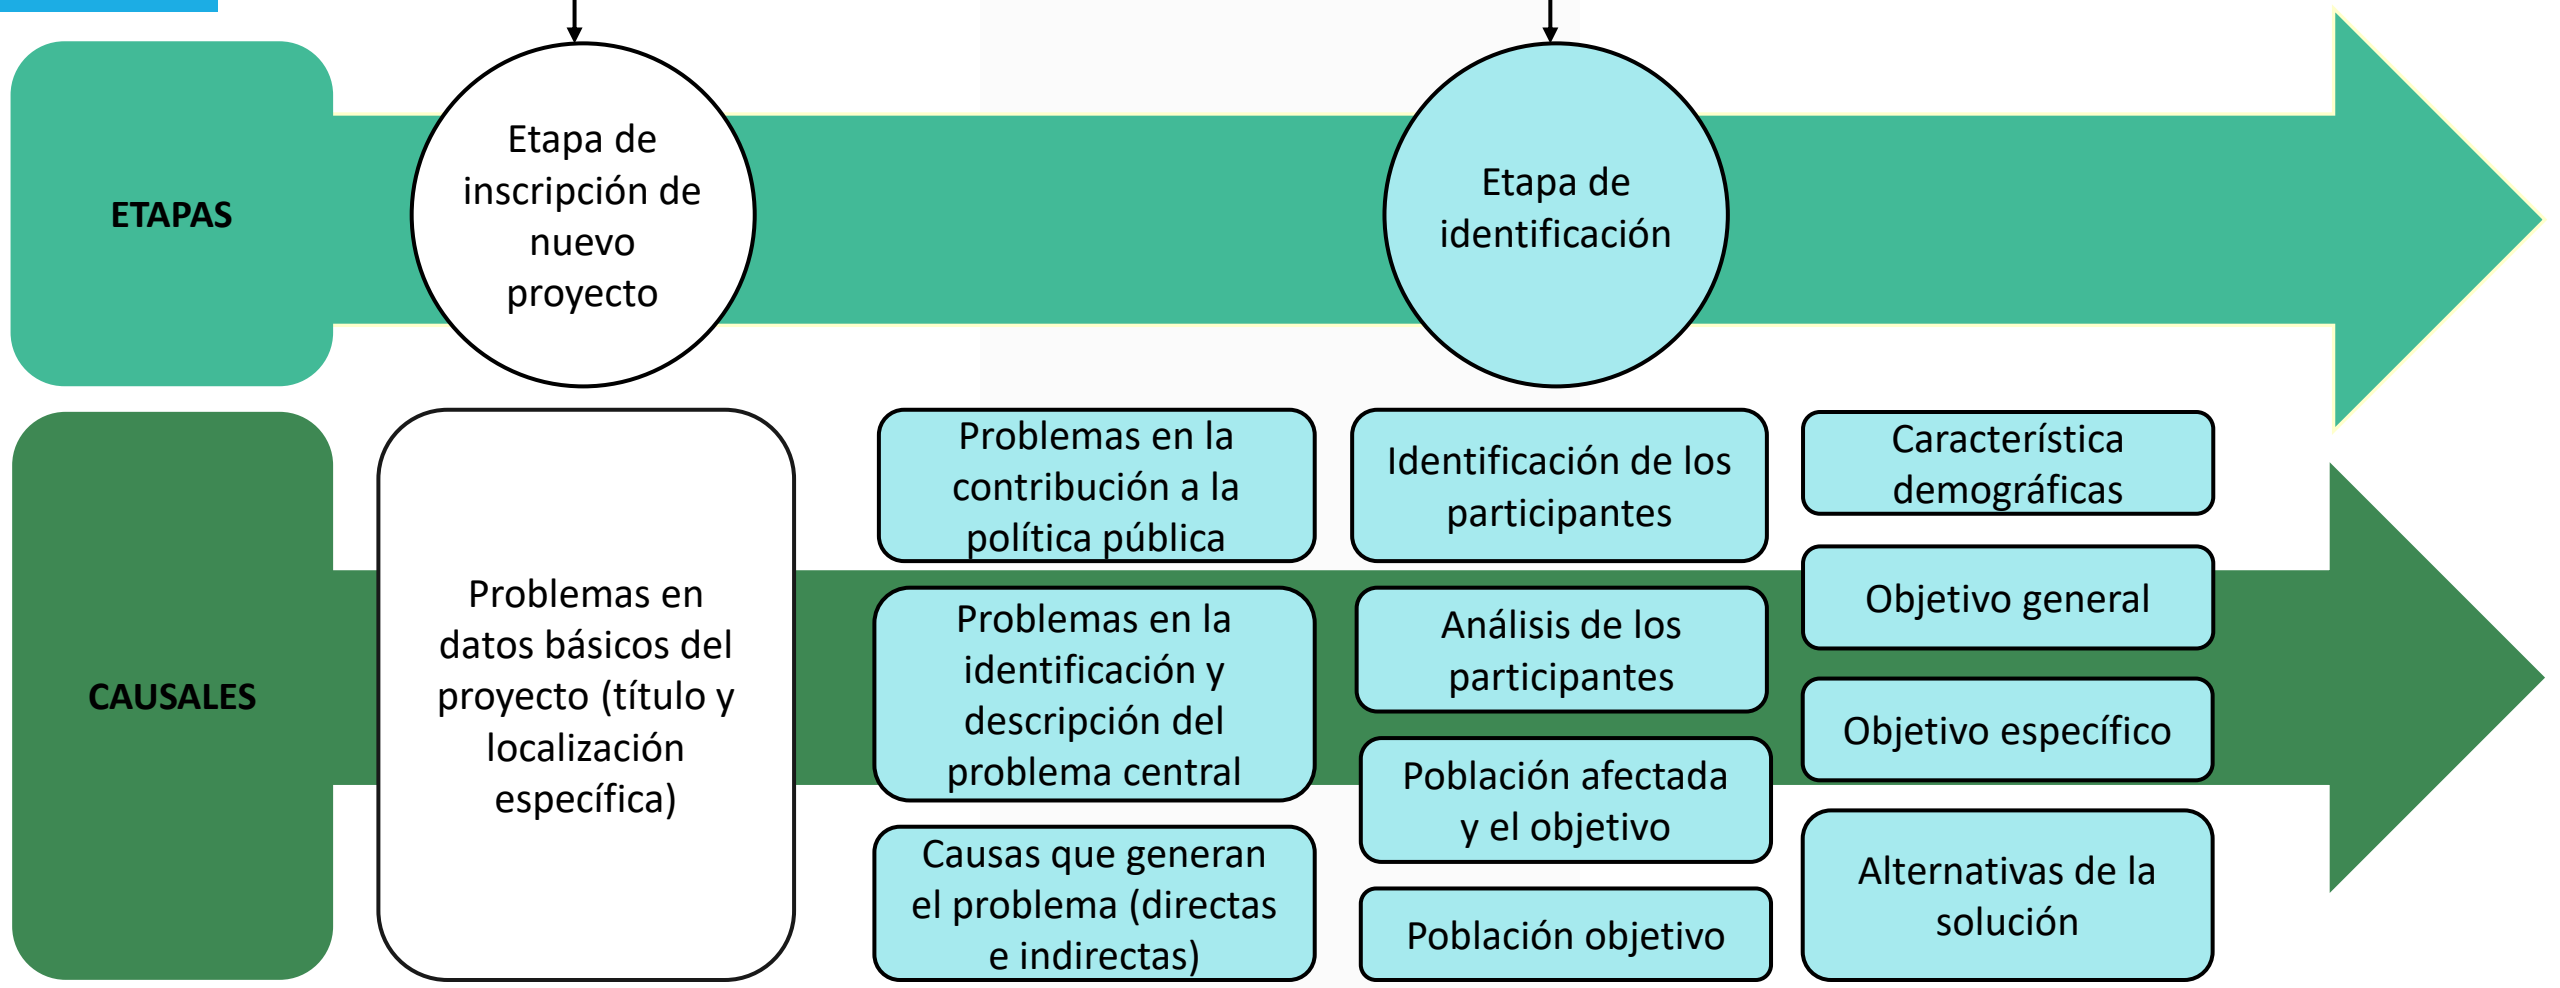 ETAPAS
Etapa de
inscripción de
nuevo
proyecto
Etapa de
identificación
CAUSALES
Problemas en
datos básicos del
proyecto (título y
localización
específica)
Problemas en la
contribución a la
política pública
Problemas en la
identificación y
descripción del
problema central
Causas que generan
el problema (directas
e indirectas)
Identificación de los
participantes
Análisis de los
participantes
Población afectada
y el objetivo
Población objetivo
Característica
demográficas
Objetivo general
Objetivo específico
Alternativas de la
solución